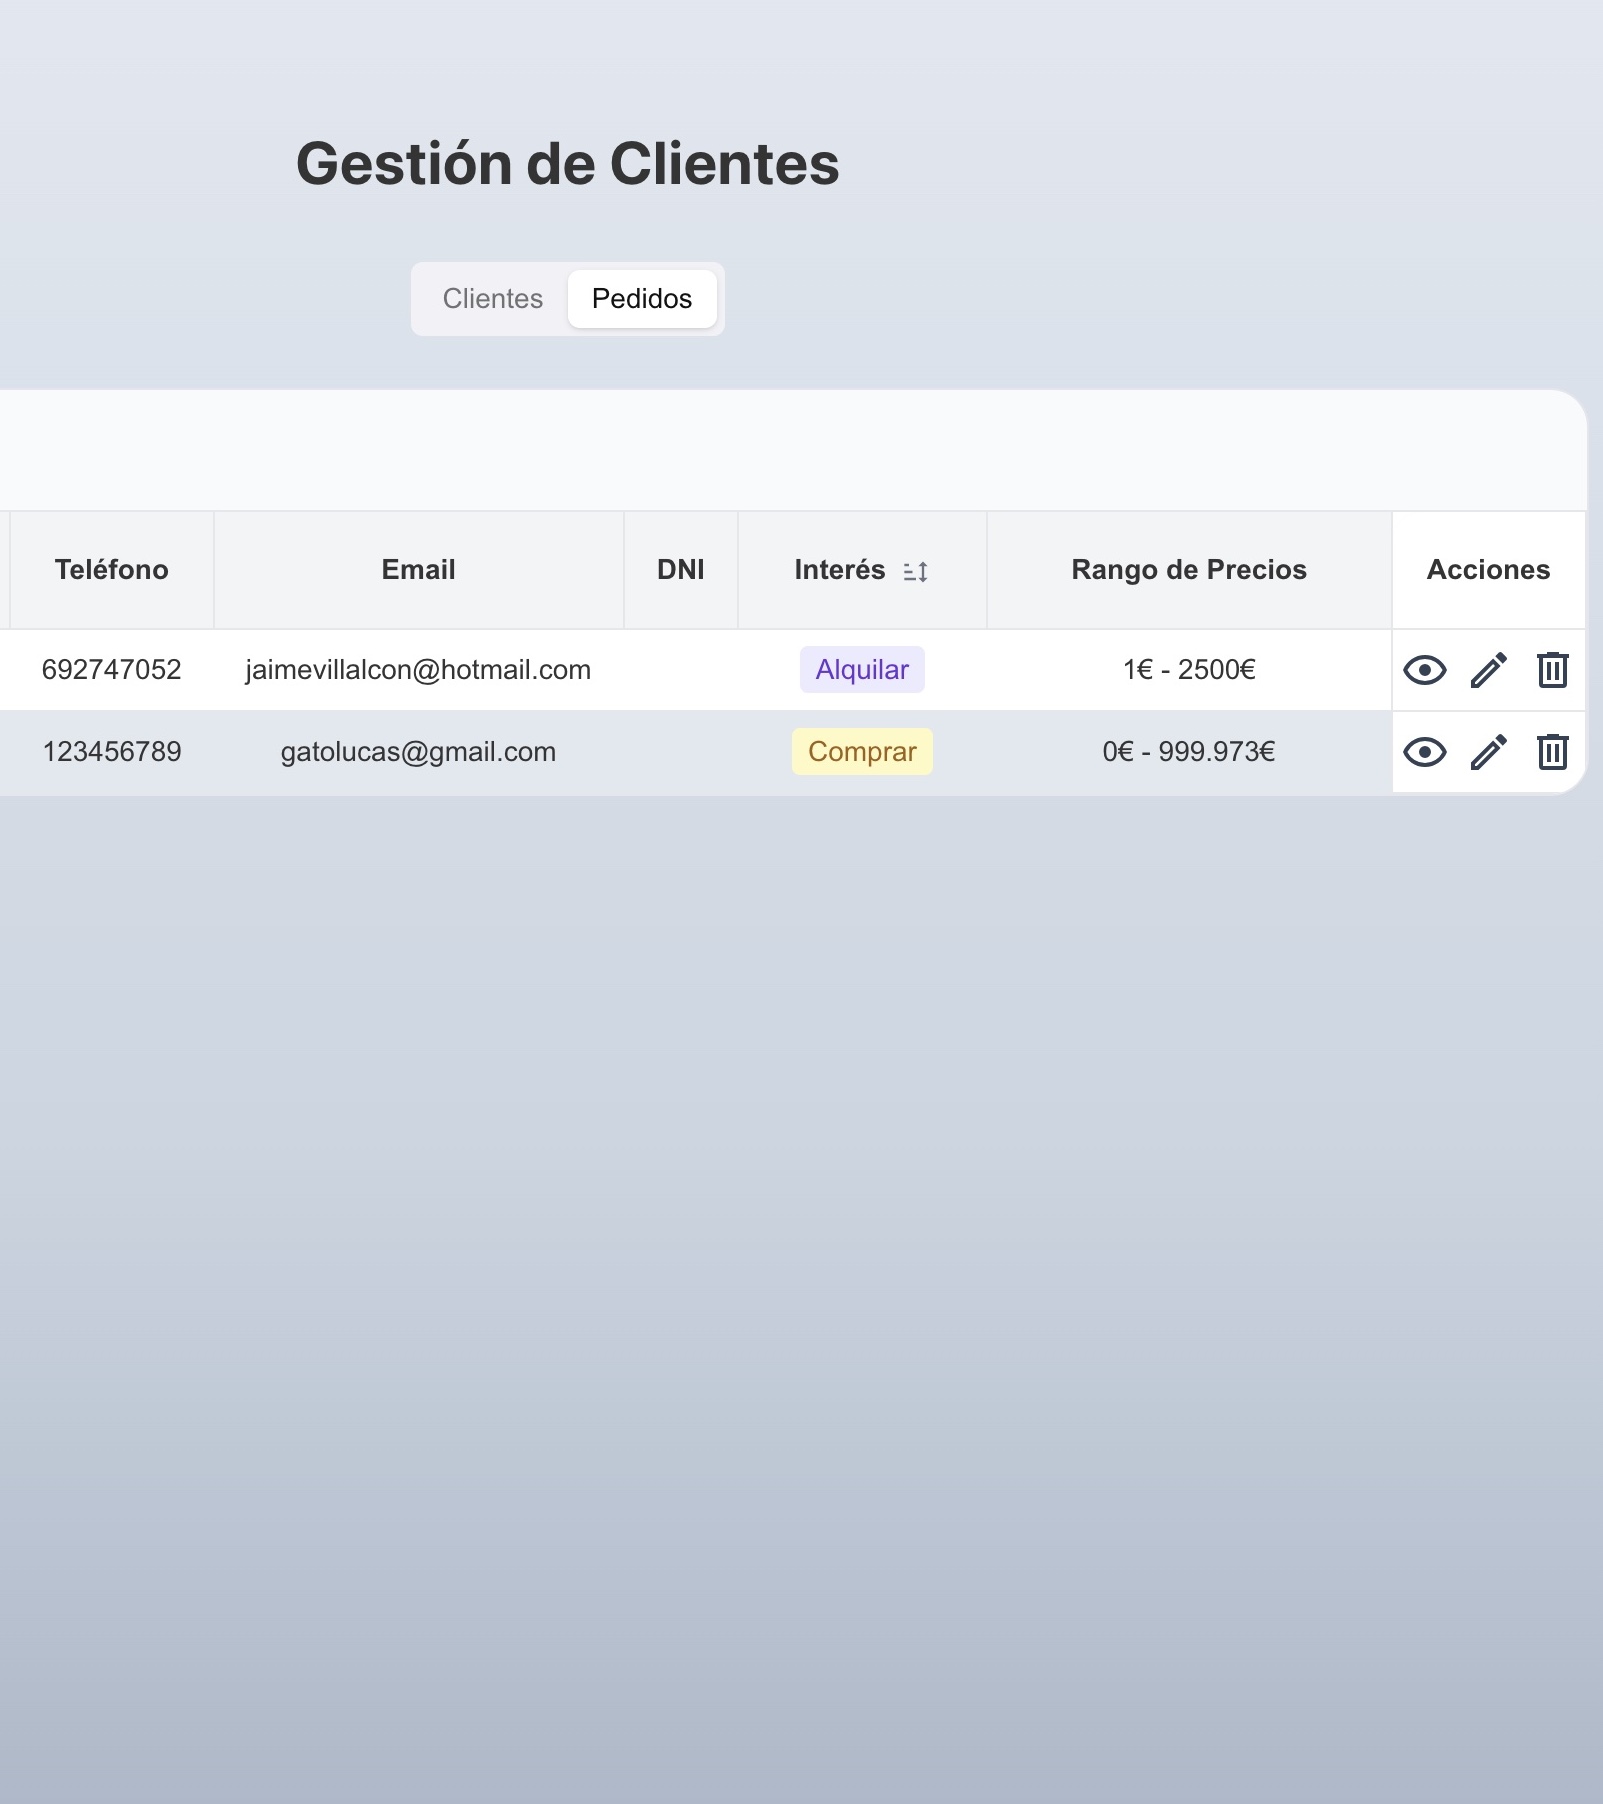 Gestión de Clientes
Clientes Pedidos
Teléfono Email DNI Interés Rango de Precios Acciones
692747052 jaimevillalcon@hotmail.com Alquilar 1€ - 2500€
123456789 gatolucas@gmail.com Comprar 0€ - 999.973€